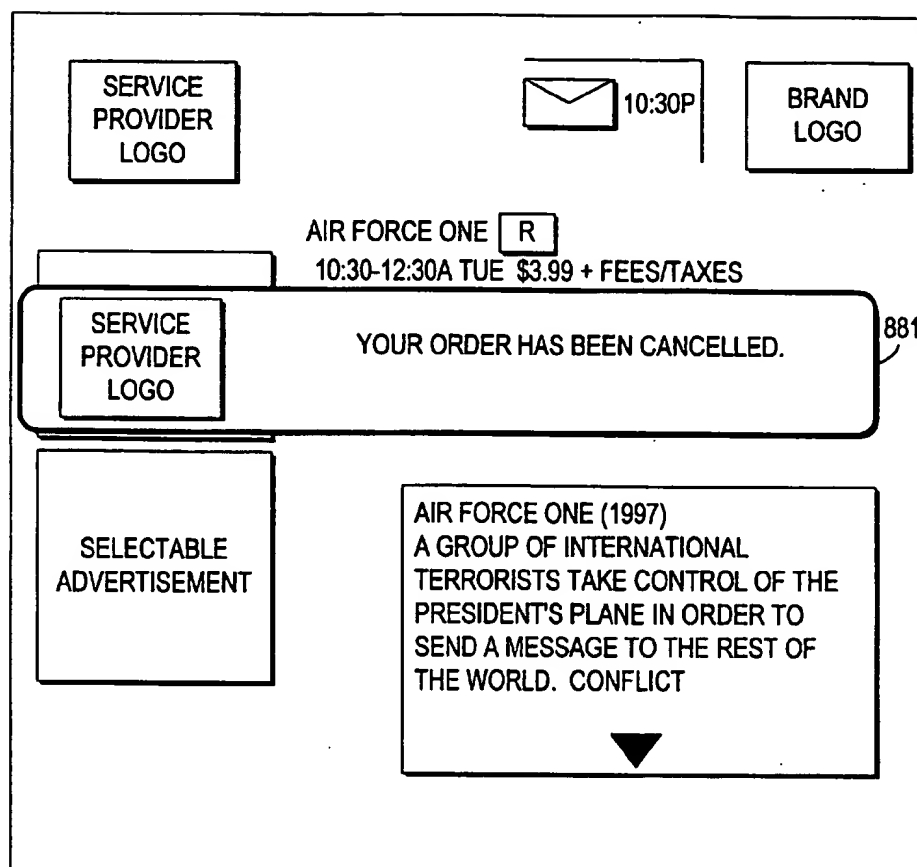 SERVICE
PROVIDER
LOGO
10:30P
BRAND
LOGO
AIR FORCE ONE R
10:30-12:30A TUE $3.99 + FEES/TAXES
SERVICE
PROVIDER
LOGO
YOUR ORDER HAS BEEN CANCELLED.
881
SELECTABLE
ADVERTISEMENT
AIR FORCE ONE (1997)
A GROUP OF INTERNATIONAL
TERRORISTS TAKE CONTROL OF THE
PRESIDENT'S PLANE IN ORDER TO
SEND A MESSAGE TO THE REST OF
THE WORLD. CONFLICT